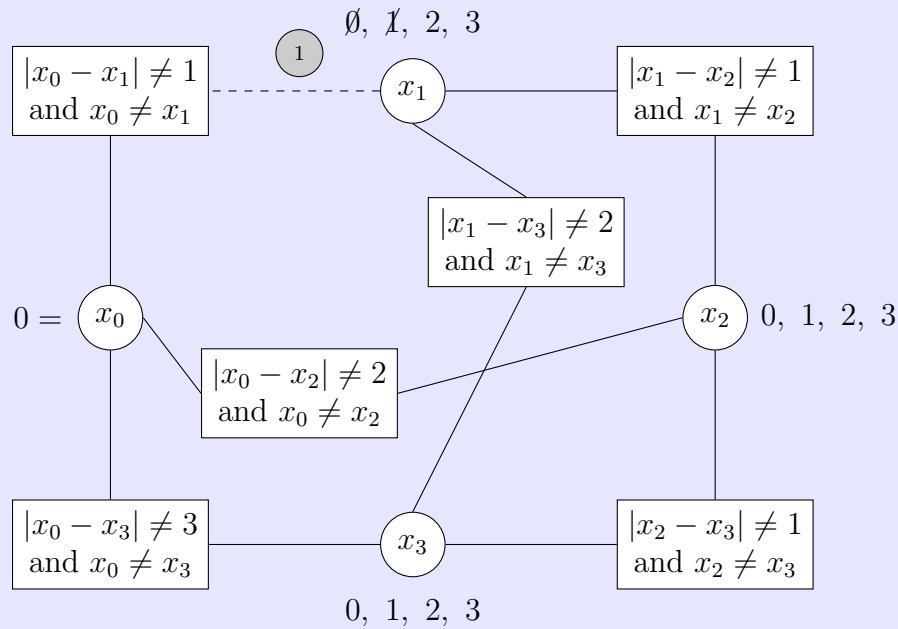 0̸, 1̸, 2, 3
1
|x₀ − x₁| ≠ 1
and x₀ ≠ x₁
x₁
|x₁ − x₂| ≠ 1
and x₁ ≠ x₂
|x₁ − x₃| ≠ 2
and x₁ ≠ x₃
0 = x₀
x₂ 0, 1, 2, 3
|x₀ − x₂| ≠ 2
and x₀ ≠ x₂
|x₀ − x₃| ≠ 3
and x₀ ≠ x₃
x₃
|x₂ − x₃| ≠ 1
and x₂ ≠ x₃
0, 1, 2, 3